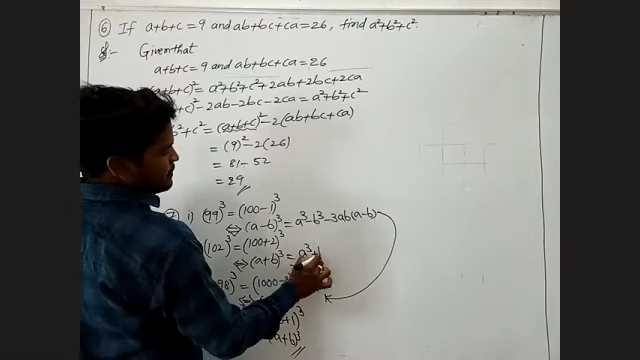 ⑥ If a+b+c = 9 and ab+bc+ca = 26, find a²+b²+c².
Sol:- Given that
a+b+c = 9 and ab+bc+ca = 26
(a+b+c)² = a²+b²+c²+2ab+2bc+2ca
+c)² -2ab-2bc-2ca = a²+b²+c²
b²+c² = (a+b+c)² -2(ab+bc+ca)
= (9)² -2(26)
= 81 - 52
= 29
⑦ i) (99)³ = (100-1)³
⇔ (a-b)³ = a³-b³-3ab(a-b)
(102)³ = (100+2)³
⇔ (a+b)³ = a³+
98)³ = (1000-
+1)³
(a+b)³